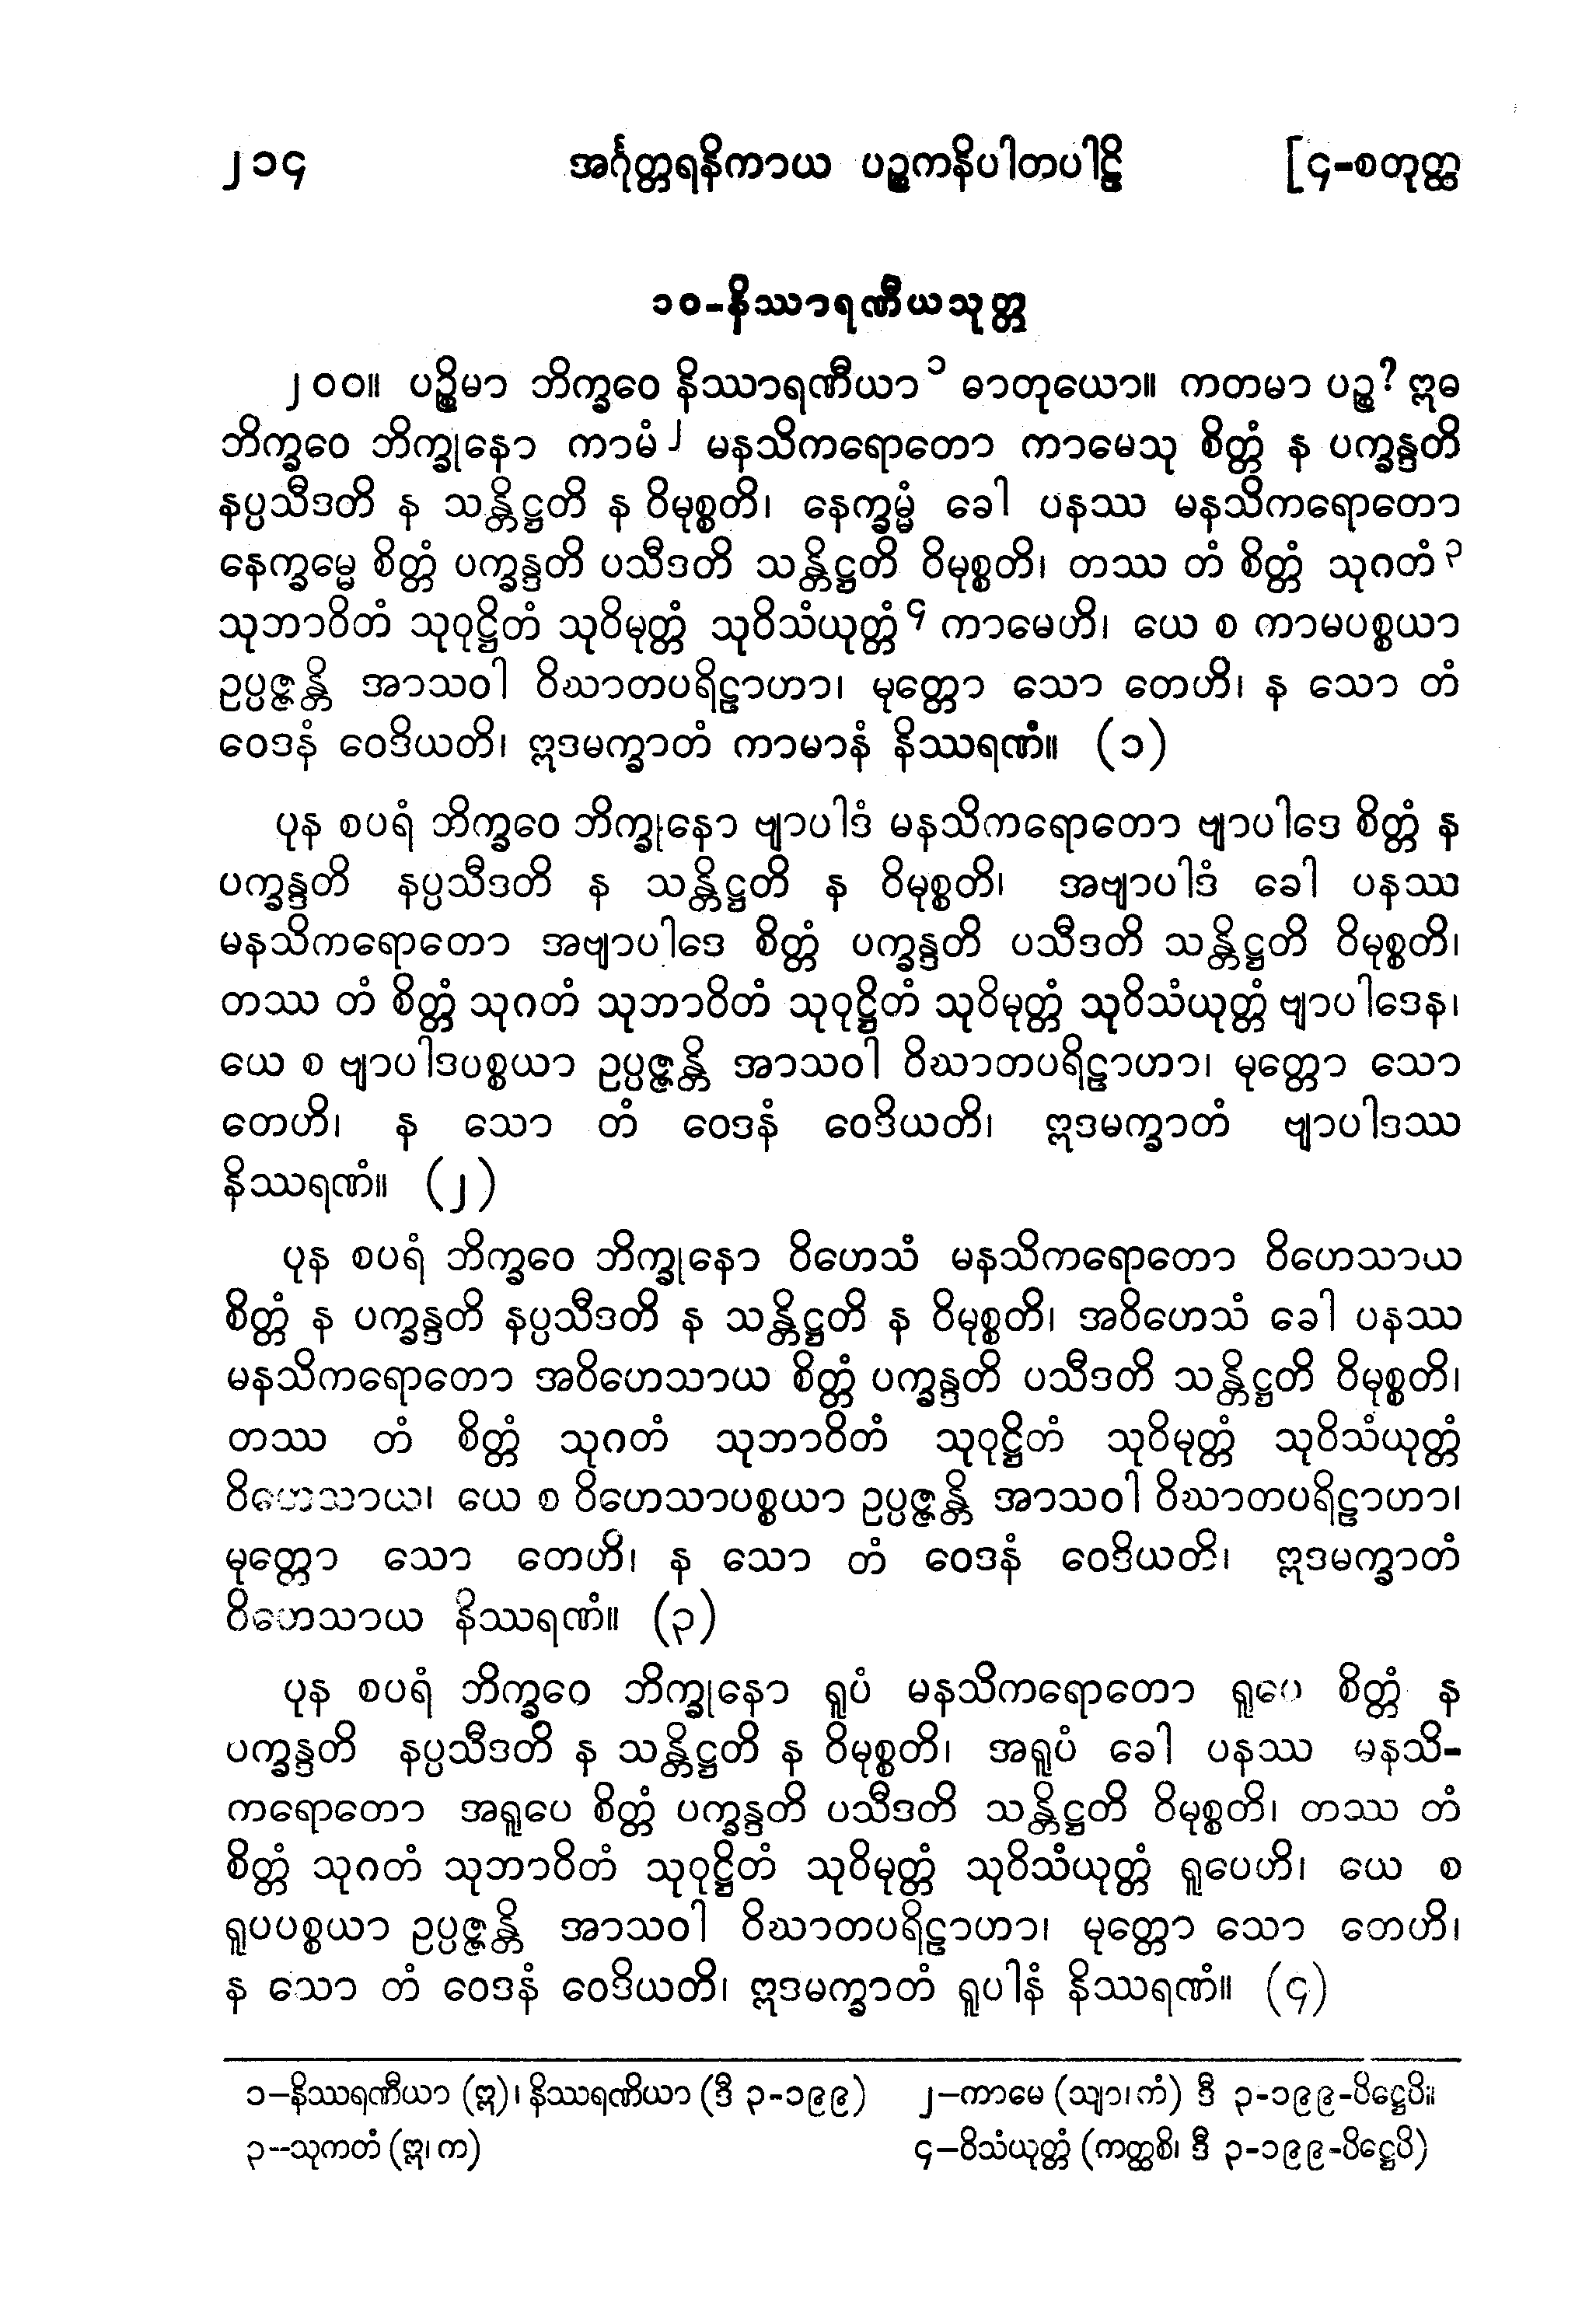 ၂၁၄ အင်္ဂုတ္တရနိကာယ ပဉ္စကနိပါတပါဠိ [၄-စတုတ္ထ
၁၀-နိဿာရဏီယသုတ္တ
၂၀၀။ ပဉ္စိမာ ဘိက္ခဝေ နိဿာရဏီယာ၁ ဓာတုယော။ ကတမာ ပဉ္စ? ဣဓ
ဘိက္ခဝေ ဘိက္ခုနော ကာမံ၂ မနသိကရောတော ကာမေသု စိတ္တံ န ပက္ခန္ဒတိ
နပ္ပသီဒတိ န သန္တိဋ္ဌတိ န ဝိမုစ္စတိ၊ နေက္ခမ္မံ ခေါ ပနဿ မနသိကရောတော
နေက္ခမ္မေ စိတ္တံ ပက္ခန္ဒတိ ပသီဒတိ သန္တိဋ္ဌတိ ဝိမုစ္စတိ၊ တဿ တံ စိတ္တံ သုဂတံ၃
သုဘာဝိတံ သုဝုဋ္ဌိတံ သုဝိမုတ္တံ သုဝိသံယုတ္တံ၄ ကာမေဟိ၊ ယေ စ ကာမပစ္စယာ
ဥပ္ပဇ္ဇန္တိ အာသဝါ ဝိဃာတပရိဠာဟာ၊ မုတ္တော သော တေဟိ၊ န သော တံ
ဝေဒနံ ဝေဒိယတိ၊ ဣဒမက္ခာတံ ကာမာနံ နိဿရဏံ။ (၁)
ပုန စပရံ ဘိက္ခဝေ ဘိက္ခုနော ဗျာပါဒံ မနသိကရောတော ဗျာပါဒေ စိတ္တံ န
ပက္ခန္ဒတိ နပ္ပသီဒတိ န သန္တိဋ္ဌတိ န ဝိမုစ္စတိ၊ အဗျာပါဒံ ခေါ ပနဿ
မနသိကရောတော အဗျာပါဒေ စိတ္တံ ပက္ခန္ဒတိ ပသီဒတိ သန္တိဋ္ဌတိ ဝိမုစ္စတိ၊
တဿ တံ စိတ္တံ သုဂတံ သုဘာဝိတံ သုဝုဋ္ဌိတံ သုဝိမုတ္တံ သုဝိသံယုတ္တံ ဗျာပါဒေန၊
ယေ စ ဗျာပါဒပစ္စယာ ဥပ္ပဇ္ဇန္တိ အာသဝါ ဝိဃာတပရိဠာဟာ၊ မုတ္တော သော
တေဟိ၊ န သော တံ ဝေဒနံ ဝေဒိယတိ၊ ဣဒမက္ခာတံ ဗျာပါဒဿ
နိဿရဏံ။ (၂)
ပုန စပရံ ဘိက္ခဝေ ဘိက္ခုနော ဝိဟေသံ မနသိကရောတော ဝိဟေသာယ
စိတ္တံ န ပက္ခန္ဒတိ နပ္ပသီဒတိ န သန္တိဋ္ဌတိ န ဝိမုစ္စတိ၊ အဝိဟေသံ ခေါ ပနဿ
မနသိကရောတော အဝိဟေသာယ စိတ္တံ ပက္ခန္ဒတိ ပသီဒတိ သန္တိဋ္ဌတိ ဝိမုစ္စတိ၊
တဿ တံ စိတ္တံ သုဂတံ သုဘာဝိတံ သုဝုဋ္ဌိတံ သုဝိမုတ္တံ သုဝိသံယုတ္တံ
ဝိဟေသာယ၊ ယေ စ ဝိဟေသာပစ္စယာ ဥပ္ပဇ္ဇန္တိ အာသဝါ ဝိဃာတပရိဠာဟာ၊
မုတ္တော သော တေဟိ၊ န သော တံ ဝေဒနံ ဝေဒိယတိ၊ ဣဒမက္ခာတံ
ဝိဟေသာယ နိဿရဏံ။ (၃)
ပုန စပရံ ဘိက္ခဝေ ဘိက္ခုနော ရူပံ မနသိကရောတော ရူပေ စိတ္တံ န
ပက္ခန္ဒတိ နပ္ပသီဒတိ န သန္တိဋ္ဌတိ န ဝိမုစ္စတိ၊ အရူပံ ခေါ ပနဿ မနသိ-
ကရောတော အရူပေ စိတ္တံ ပက္ခန္ဒတိ ပသီဒတိ သန္တိဋ္ဌတိ ဝိမုစ္စတိ၊ တဿ တံ
စိတ္တံ သုဂတံ သုဘာဝိတံ သုဝုဋ္ဌိတံ သုဝိမုတ္တံ သုဝိသံယုတ္တံ ရူပေဟိ၊ ယေ စ
ရူပပစ္စယာ ဥပ္ပဇ္ဇန္တိ အာသဝါ ဝိဃာတပရိဠာဟာ၊ မုတ္တော သော တေဟိ၊
န သော တံ ဝေဒနံ ဝေဒိယတိ၊ ဣဒမက္ခာတံ ရူပါနံ နိဿရဏံ။ (၄)
၁—နိဿရဏီယာ (ဣ)၊ နိဿရဏိယာ (ဒီ ၃-၁၉၉) ၂—ကာမေ (သျာ၊ ကံ) ဒီ ၃-၁၉၉-ပိဋ္ဌေပိ။
၃--သုကတံ (ဣ၊ က) ၄—ဝိသံယုတ္တံ (ကတ္ထစိ၊ ဒီ ၃-၁၉၉-ပိဋ္ဌေပိ)